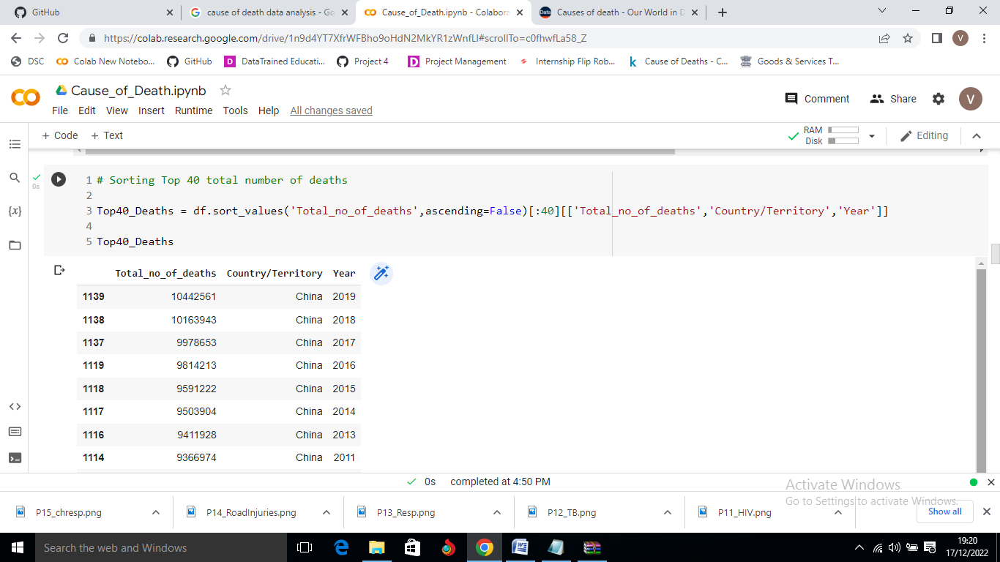 GitHub
cause of death data analysis - Go
Cause_of_Death.ipynb - Colabora
Causes of death - Our World in D
https://colab.research.google.com/drive/1n9d4YT7XfrWFBho9oHdN2MkYR1zWnfLl#scrollTo=c0fhwfLa58_Z
V
DSC
Colab New Notebo...
GitHub
DataTrained Educati...
Project 4
Project Management
Internship Flip Rob...
Cause of Deaths - C...
Goods & Services T...
Cause_of_Death.ipynb
Comment
Share
V
File Edit View Insert Runtime Tools Help All changes saved
+ Code + Text
RAM
Disk
Editing
0s
1 # Sorting Top 40 total number of deaths
2
3 Top40_Deaths = df.sort_values('Total_no_of_deaths',ascending=False)[:40][['Total_no_of_deaths','Country/Territory','Year']]
4
5 Top40_Deaths
Total_no_of_deaths Country/Territory Year
1139 10442561 China 2019
1138 10163943 China 2018
1137 9978653 China 2017
1119 9814213 China 2016
1118 9591222 China 2015
1117 9503904 China 2014
1116 9411928 China 2013
1114 9366974 China 2011
0s completed at 4:50 PM
Activate Windows
Go to Settings to activate Windows.
P15_chresp.png
P14_RoadInjuries.png
P13_Resp.png
P12_TB.png
P11_HIV.png
Show all
Search the web and Windows
19:20
17/12/2022